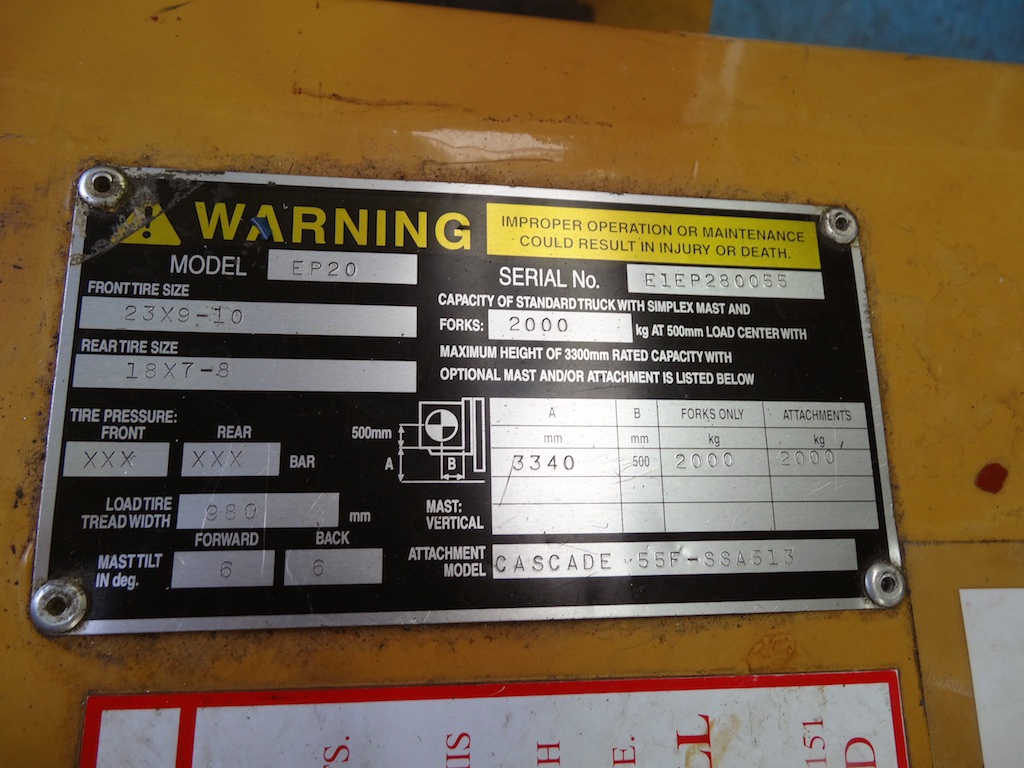 WARNING
IMPROPER OPERATION OR MAINTENANCE
COULD RESULT IN INJURY OR DEATH.
MODEL EP20
SERIAL No. E1EP280055
FRONT TIRE SIZE
23X9-10
REAR TIRE SIZE
18X7-8
CAPACITY OF STANDARD TRUCK WITH SIMPLEX MAST AND
FORKS: 2000 kg AT 500mm LOAD CENTER WITH
MAXIMUM HEIGHT OF 3300mm RATED CAPACITY WITH
OPTIONAL MAST AND/OR ATTACHMENT IS LISTED BELOW
TIRE PRESSURE:
FRONT REAR
XXX XXX BAR
LOAD TIRE
TREAD WIDTH 980 mm
FORWARD BACK
MAST TILT
IN deg. 6 6
500mm
A
B
A B FORKS ONLY ATTACHMENTS
mm mm kg kg
3340 500 2000 2000
MAST:
VERTICAL
ATTACHMENT
MODEL CASCADE 55F-SSA513
TS.
HIS
H
E.
LL
151
D